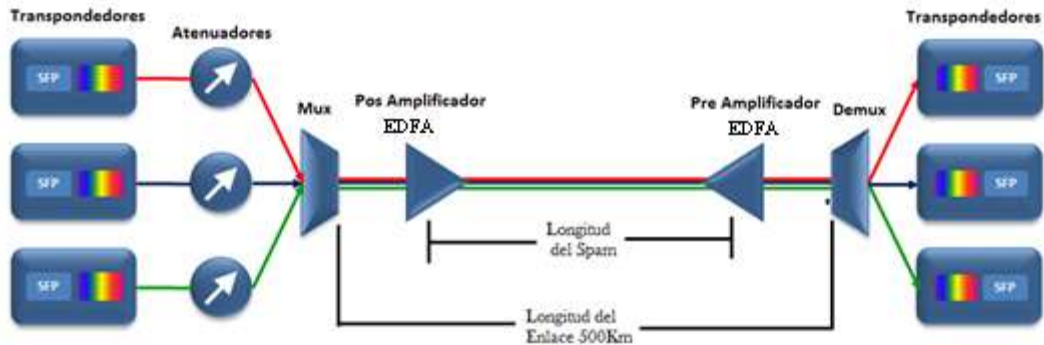 Transpondedores
Transpondedores
Atenuadores
SFP
SFP
Mux
Pos Amplificador
EDFA
Pre Amplificador
EDFA
Demux
SFP
SFP
Longitud
del Spam
SFP
SFP
Longitud del
Enlace 500Km